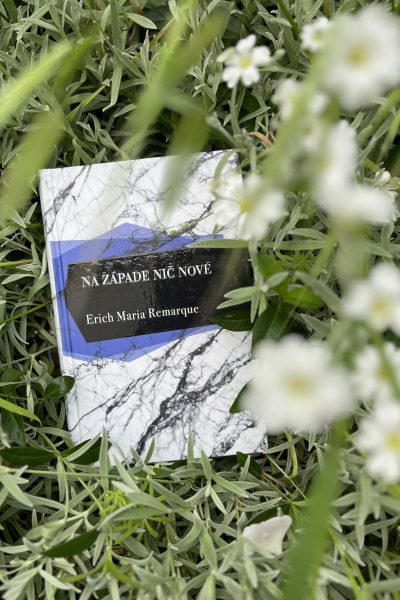 NA ZÁPADE NIČ NOVÉ
Erich Maria Remarque